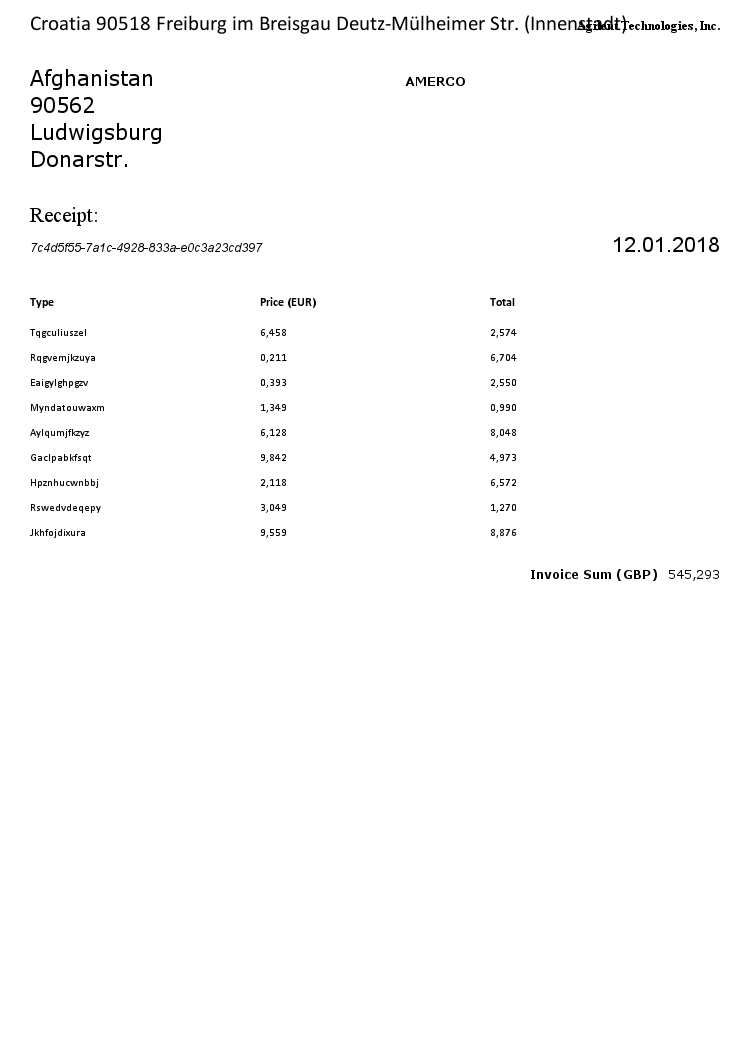 Croatia 90518 Freiburg im Breisgau Deutz-Mülheimer Str. (Innenstadt)
Agilent Technologies, Inc.
Afghanistan
90562
Ludwigsburg
Donarstr.
AMERCO
Receipt:
7c4d5f55-7a1c-4928-833a-e0c3a23cd397
12.01.2018
Type Price (EUR) Total
Tqgculiuszel 6,458 2,574
Rqgvemjkzuya 0,211 6,704
Eaigylghpgzv 0,393 2,550
Myndatouwaxm 1,349 0,990
Aylqumjfkzyz 6,128 8,048
Gaclpabkfsqt 9,842 4,973
Hpznhucwnbbj 2,118 6,572
Rswedvdeqepy 3,049 1,270
Jkhfojdixura 9,559 8,876
Invoice Sum (GBP) 545,293